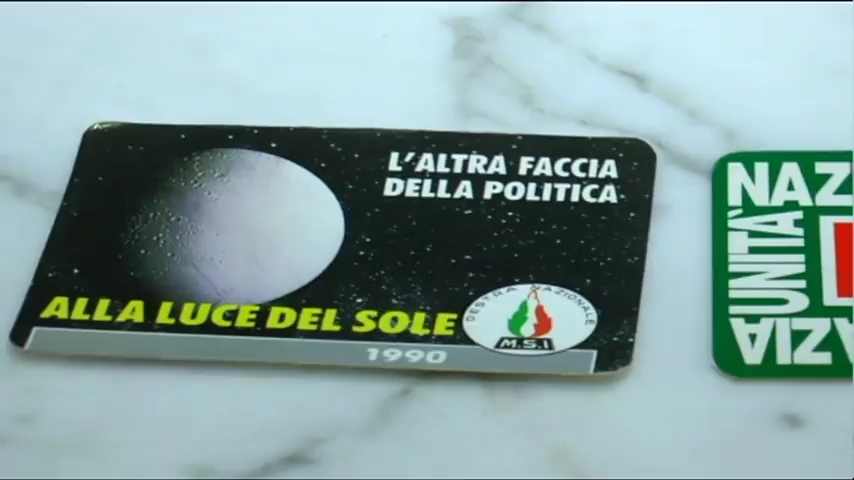 L'ALTRA FACCIA
DELLA POLITICA
ALLA LUCE DEL SOLE
DESTRA NAZIONALE
M.S.I
1990
NAZ
UNITÀ